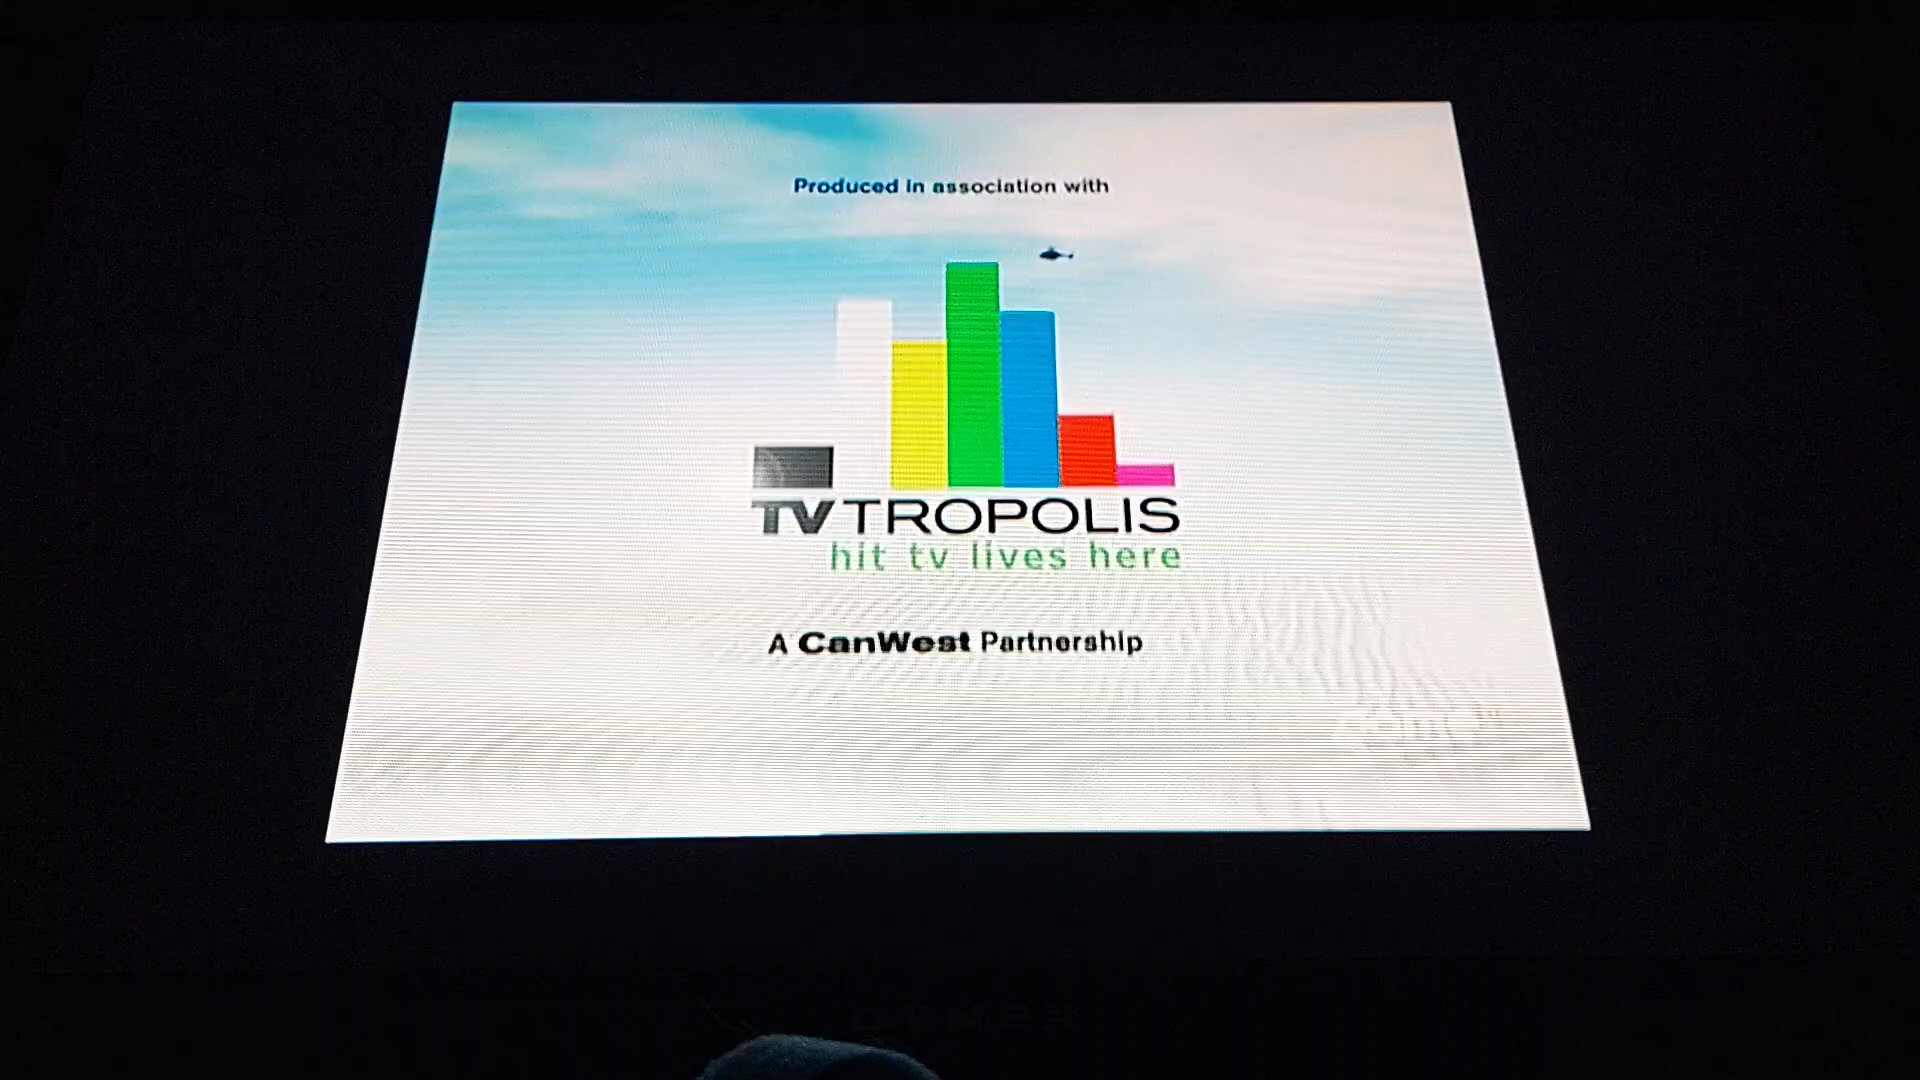 Produced in association with
TVTROPOLIS
hit tv lives here
A CanWest Partnership